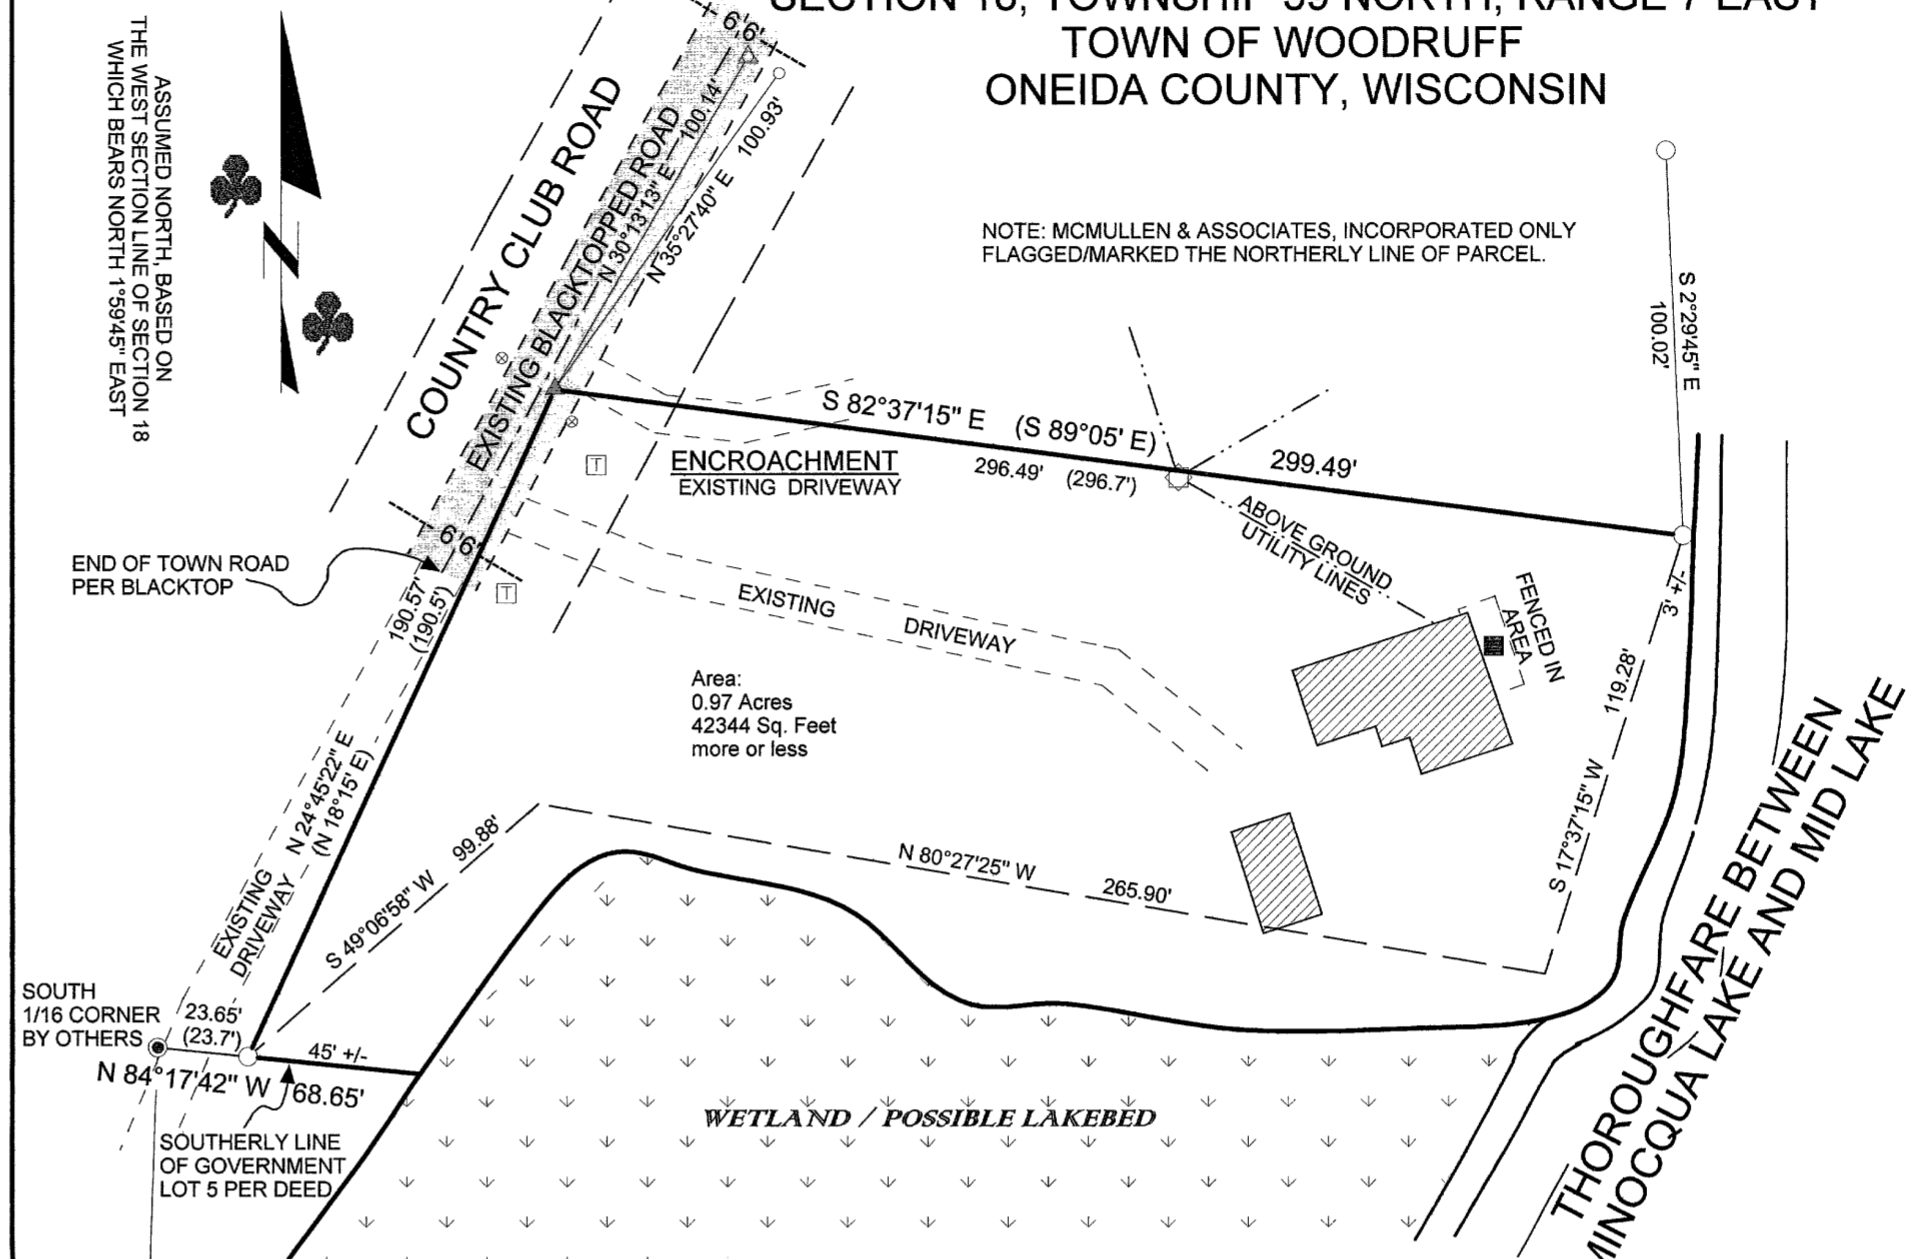 TOWN OF WOODRUFF
ONEIDA COUNTY, WISCONSIN
ASSUMED NORTH, BASED ON
THE WEST SECTION LINE OF SECTION 18
WHICH BEARS NORTH 1°59'45" EAST
6'
6'
COUNTRY CLUB ROAD
EXISTING BLACKTOPPED ROAD
N 30°13'13" E 100.14'
N 35°27'40" E 100.93'
NOTE: MCMULLEN & ASSOCIATES, INCORPORATED ONLY
FLAGGED/MARKED THE NORTHERLY LINE OF PARCEL.
S 2°29'45" E
100.02'
S 82°37'15" E (S 89°05' E)
296.49' (296.7')
299.49'
ENCROACHMENT
EXISTING DRIVEWAY
T
ABOVE GROUND
UTILITY LINES
6'
6'
END OF TOWN ROAD
PER BLACKTOP
T
190.57'
(190.5')
EXISTING DRIVEWAY
FENCED IN
AREA
3' +/-
119.28'
S 17°37'15" W
Area:
0.97 Acres
42344 Sq. Feet
more or less
N 24°45'22" E
(N 18°15' E)
S 49°06'58" W 99.88'
N 80°27'25" W 265.90'
EXISTING
DRIVEWAY
SOUTH
1/16 CORNER
BY OTHERS
23.65'
(23.7')
45' +/-
N 84°17'42" W 68.65'
SOUTHERLY LINE
OF GOVERNMENT
LOT 5 PER DEED
WETLAND / POSSIBLE LAKEBED
THOROUGHFARE BETWEEN
MINOCQUA LAKE AND MID LAKE